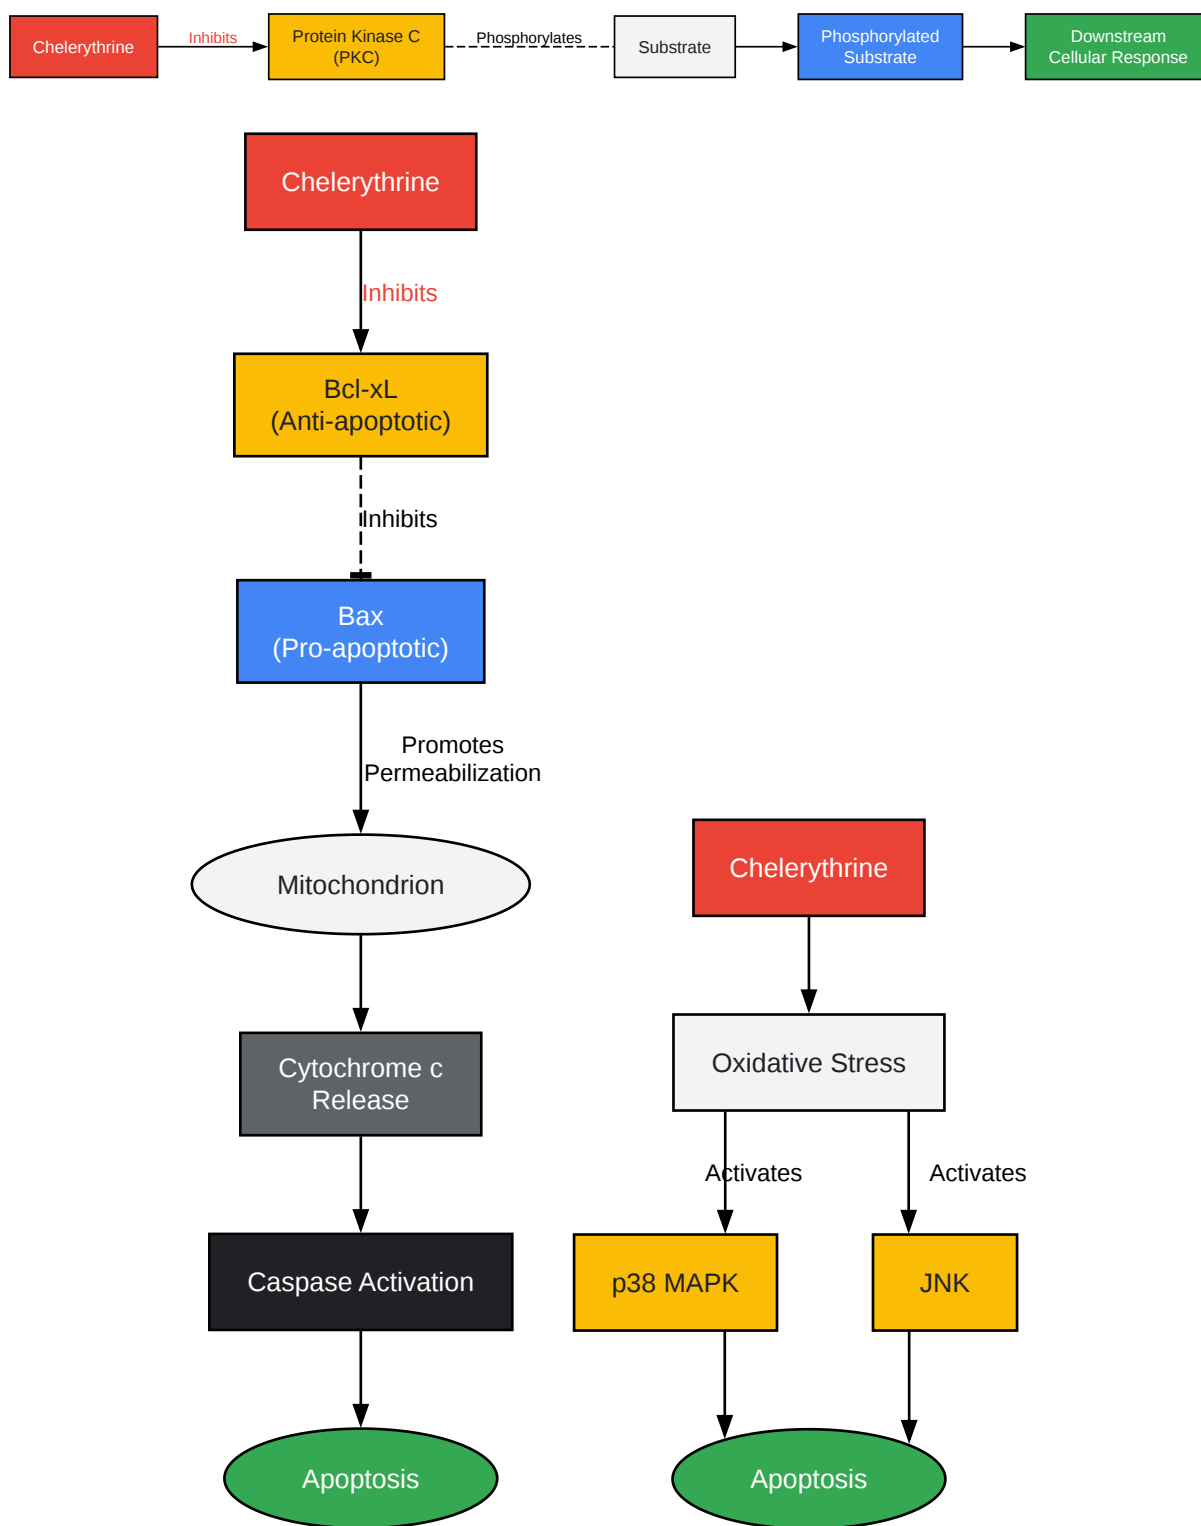 Chelerythrine
Inhibits
Protein Kinase C
(PKC)
Phosphorylates
Substrate
Phosphorylated
Substrate
Downstream
Cellular Response
Chelerythrine
Inhibits
Bcl-xL
(Anti-apoptotic)
Inhibits
Bax
(Pro-apoptotic)
Promotes
Permeabilization
Mitochondrion
Cytochrome c
Release
Caspase Activation
Apoptosis
Chelerythrine
Oxidative Stress
Activates
Activates
p38 MAPK
JNK
Apoptosis